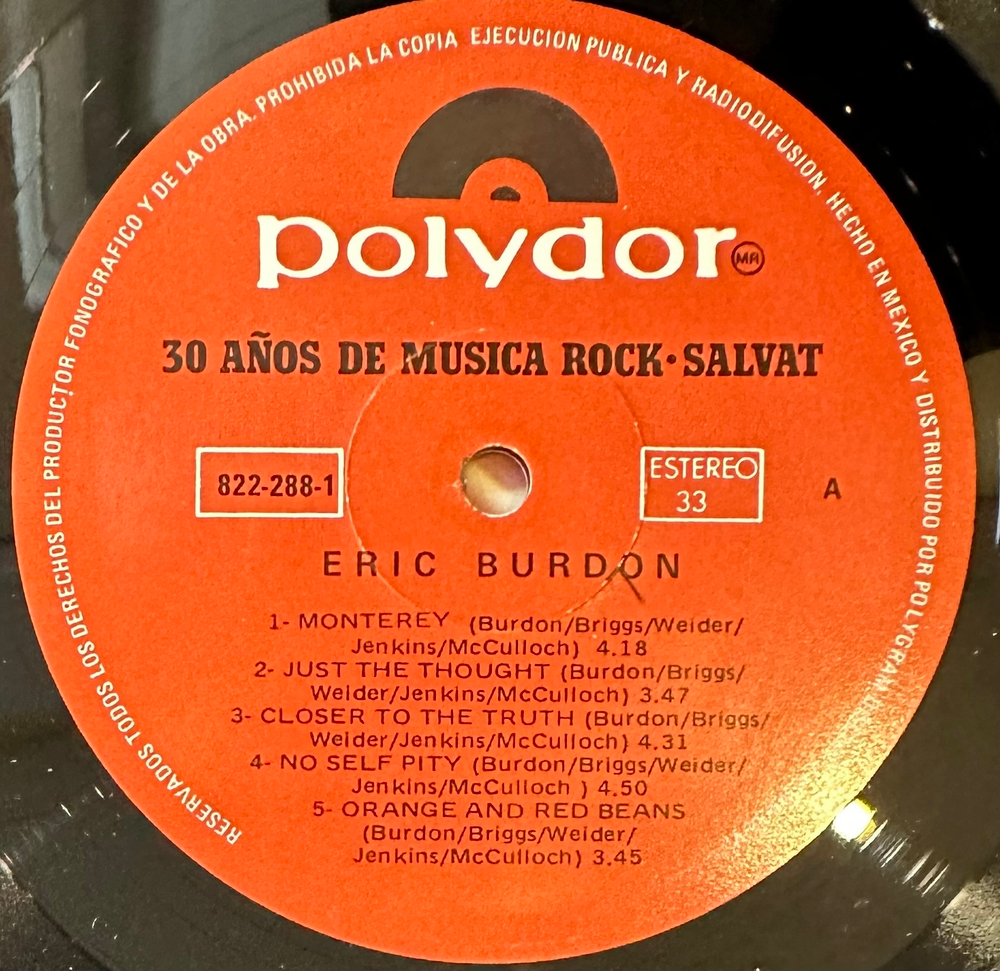 RESERVADOS TODOS LOS DERECHOS DEL PRODUCTOR FONOGRAFICO Y DE LA OBRA. PROHIBIDA LA COPIA EJECUCION PUBLICA Y RADIODIFUSION. HECHO EN MEXICO Y DISTRIBUIDO POR POLYGRAM
polydor MR
30 AÑOS DE MUSICA ROCK·SALVAT
822-288-1
ESTEREO
33
A
ERIC BURDON
1- MONTEREY (Burdon/Briggs/Weider/
Jenkins/McCulloch) 4.18
2- JUST THE THOUGHT (Burdon/Briggs/
Weider/Jenkins/McCulloch) 3.47
3- CLOSER TO THE TRUTH (Burdon/Briggs/
Weider/Jenkins/McCulloch) 4.31
4- NO SELF PITY (Burdon/Briggs/Weider/
Jenkins/McCulloch ) 4.50
5- ORANGE AND RED BEANS
(Burdon/Briggs/Weider/
Jenkins/McCulloch) 3.45